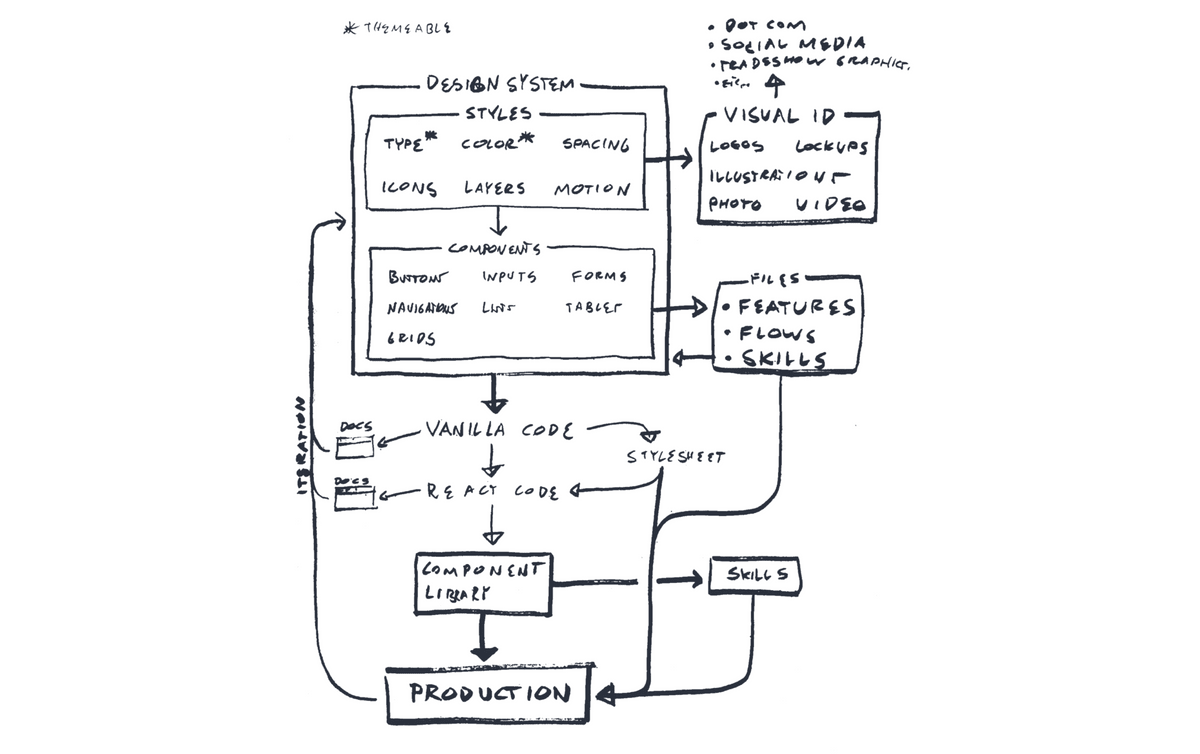 * THEMEABLE
• DOT COM
• SOCIAL MEDIA
• TRADESHOW GRAPHICS
• ETC.
DESIGN SYSTEM
STYLES
TYPE* COLOR* SPACING
ICONS LAYERS MOTION
VISUAL ID
LOGOS LOCKUPS
ILLUSTRATIONS
PHOTO VIDEO
COMPONENTS
BUTTONS INPUTS FORMS
NAVIGATIONS LISTS TABLES
GRIDS
FILES
• FEATURES
• FLOWS
• SKILLS
ITERATION
DOCS
VANILLA CODE
STYLESHEET
DOCS
REACT CODE
COMPONENT
LIBRARY
SKILLS
PRODUCTION